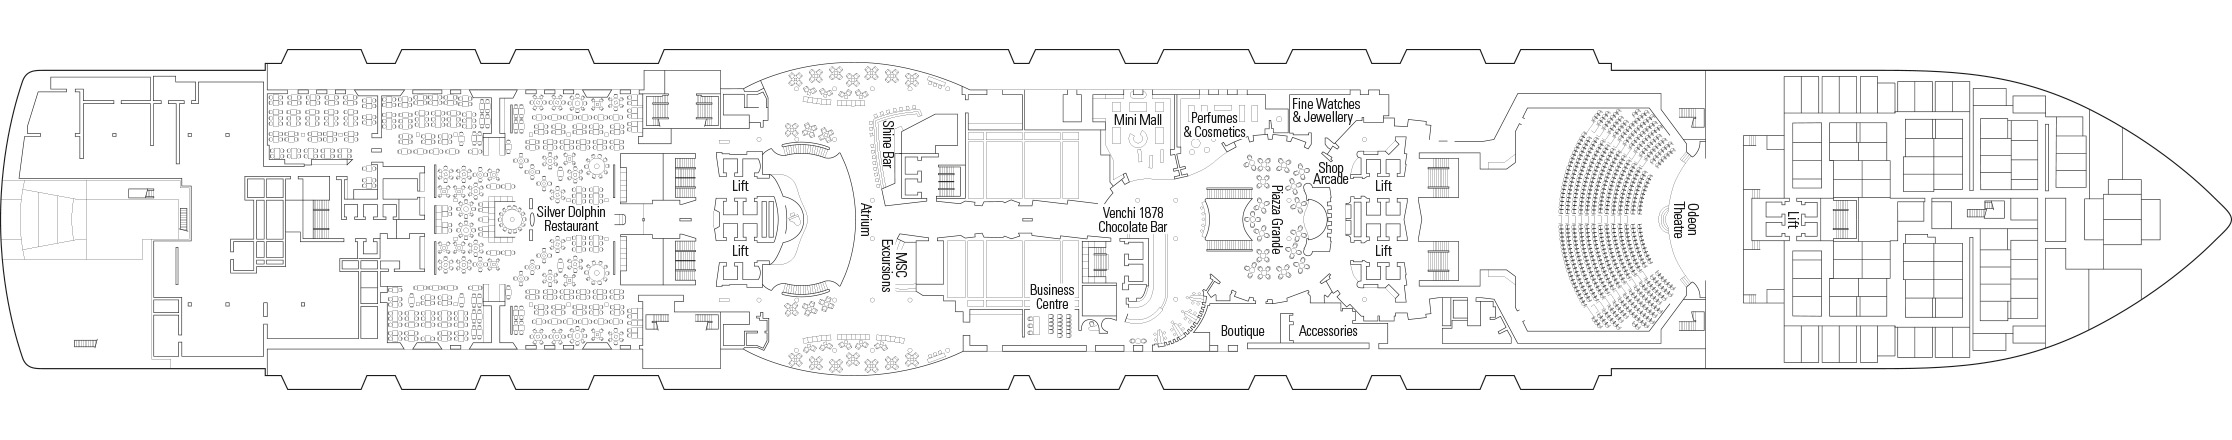 Silver Dolphin
Restaurant
Lift
Lift
Atrium
Shine Bar
MSC
Excursions
Business
Centre
Venchi 1878
Chocolate Bar
Mini Mall
Perfumes
& Cosmetics
Fine Watches
& Jewellery
Shop
Arcade
Piazza Grande
Lift
Lift
Boutique
Accessories
Odeon
Theatre
Lift